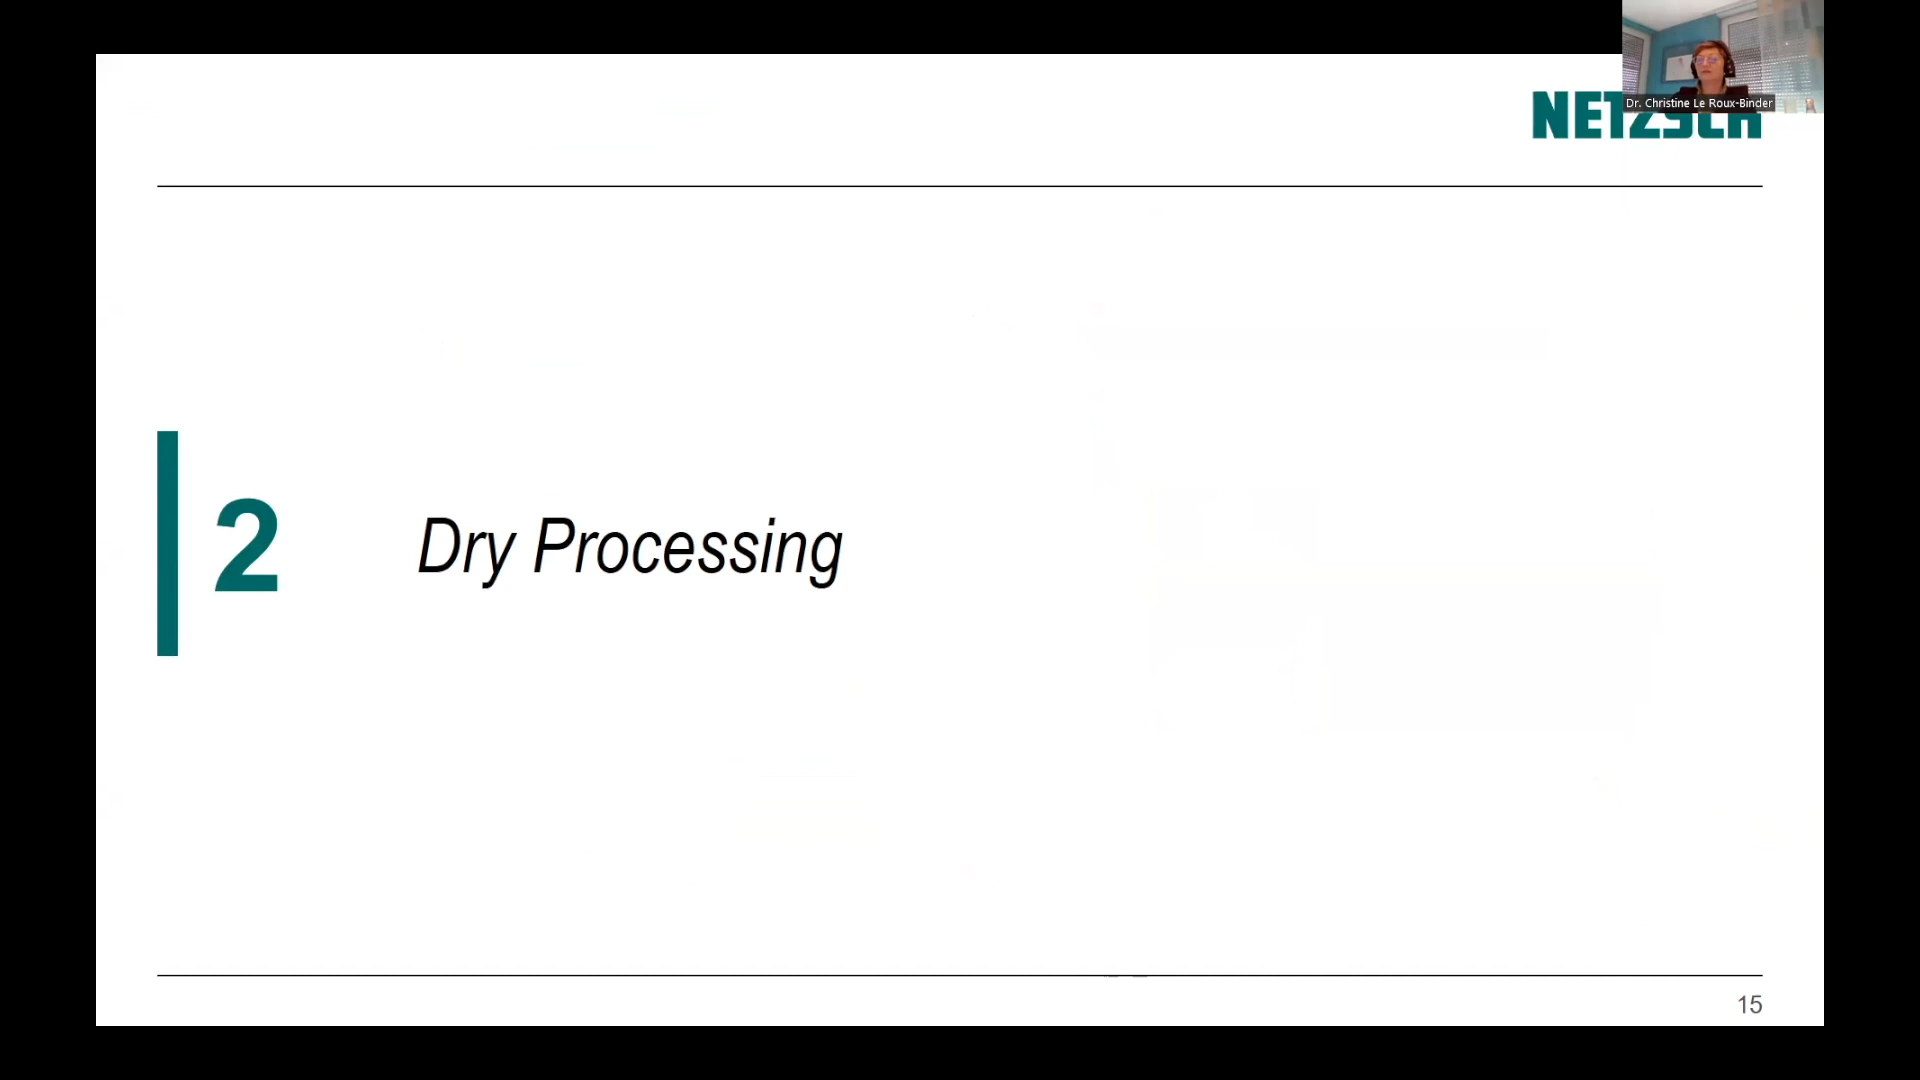 NETZSCH
Dr. Christine Le Roux-Binder
2
Dry Processing
15